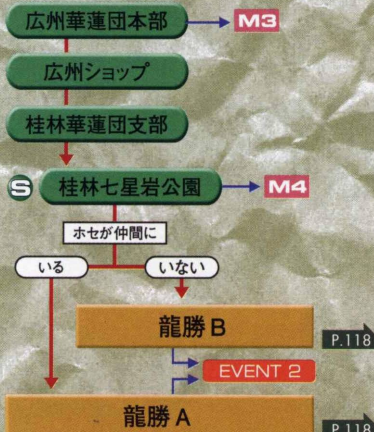 広州華蓮団本部 M3
広州ショップ
桂林華蓮団支部
S 桂林七星岩公園 M4
ホセが仲間に
いる いない
龍勝B
P.118
EVENT 2
龍勝A
P.118